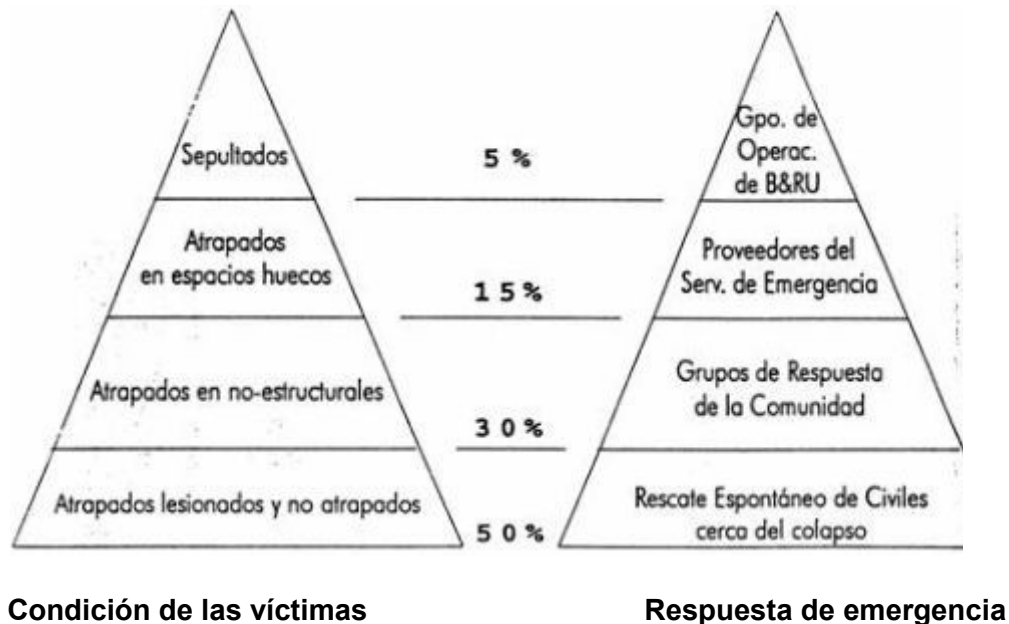 Sepultados
5 %
Gpo. de
Operac.
de B&RU
Atrapados
en espacios huecos
15%
Proveedores del
Serv. de Emergencia
Atrapados en no-estructurales
30%
Grupos de Respuesta
de la Comunidad
Atrapados lesionados y no atrapados
50%
Rescate Espontáneo de Civiles
cerca del colapso
Condición de las víctimas
Respuesta de emergencia